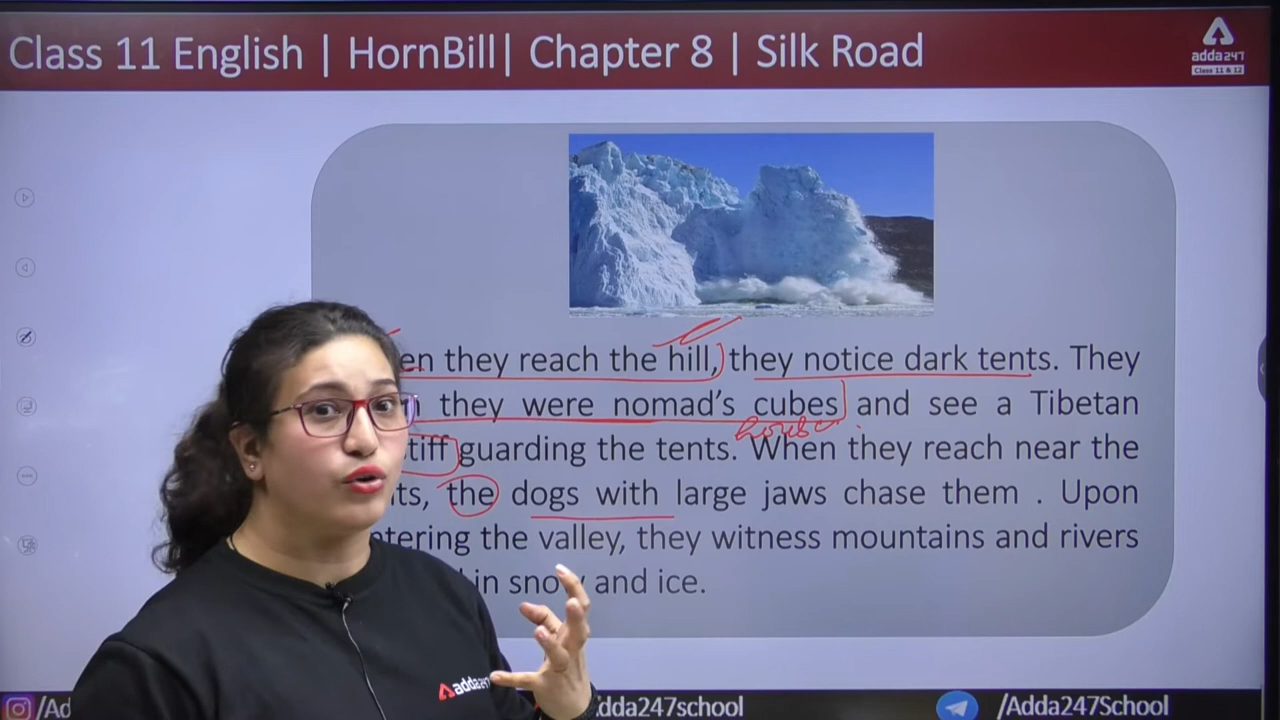 Class 11 English | HornBill| Chapter 8 | Silk Road
adda247
Class 11 & 12
en they reach the hill, they notice dark tents. They
they were nomad's cubes and see a Tibetan
house
tiff guarding the tents. When they reach near the
ts, the dogs with large jaws chase them . Upon
tering the valley, they witness mountains and rivers
in snow and ice.
adda247
/Ad
dda247school
/Adda247School